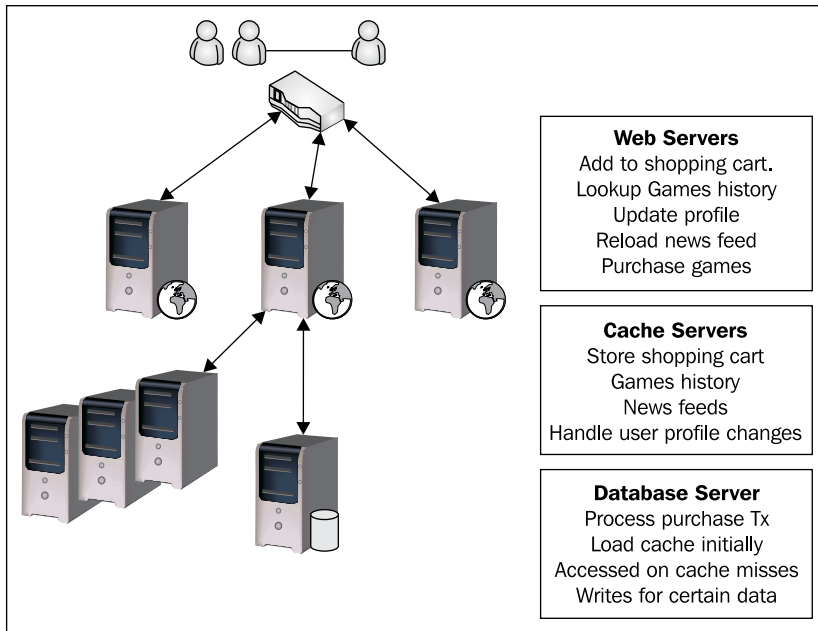 Web Servers
Add to shopping cart.
Lookup Games history
Update profile
Reload news feed
Purchase games
Cache Servers
Store shopping cart
Games history
News feeds
Handle user profile changes
Database Server
Process purchase Tx
Load cache initially
Accessed on cache misses
Writes for certain data